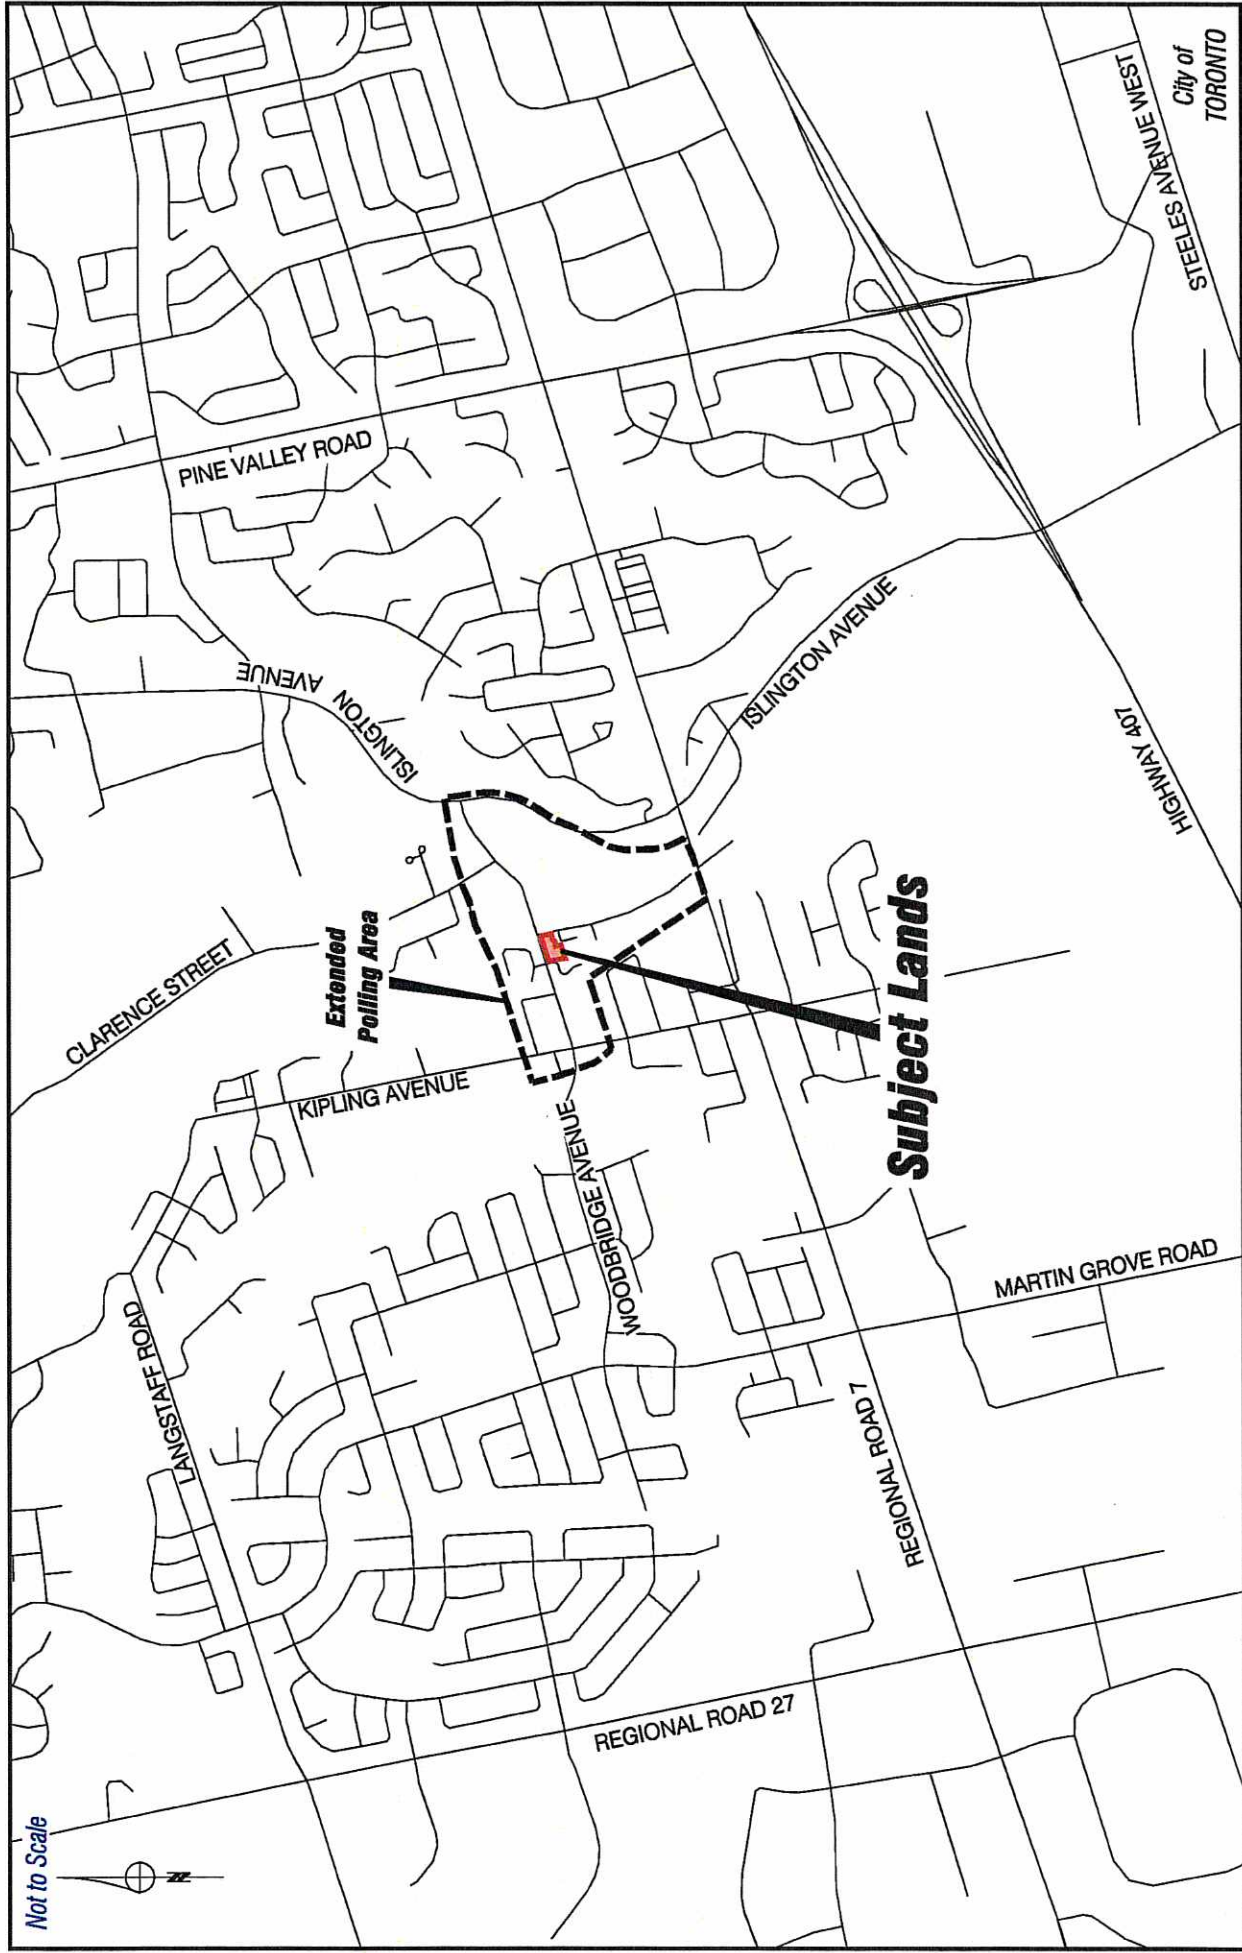 Not to Scale
N
LANGSTAFF ROAD
CLARENCE STREET
ISLINGTON
AVENUE
PINE VALLEY ROAD
KIPLING AVENUE
Extended
Polling Area
WOODBRIDGE AVENUE
REGIONAL ROAD 27
REGIONAL ROAD 7
Subject Lands
ISLINGTON AVENUE
MARTIN GROVE ROAD
HIGHWAY 407
STEELES AVENUE WEST
City of
TORONTO